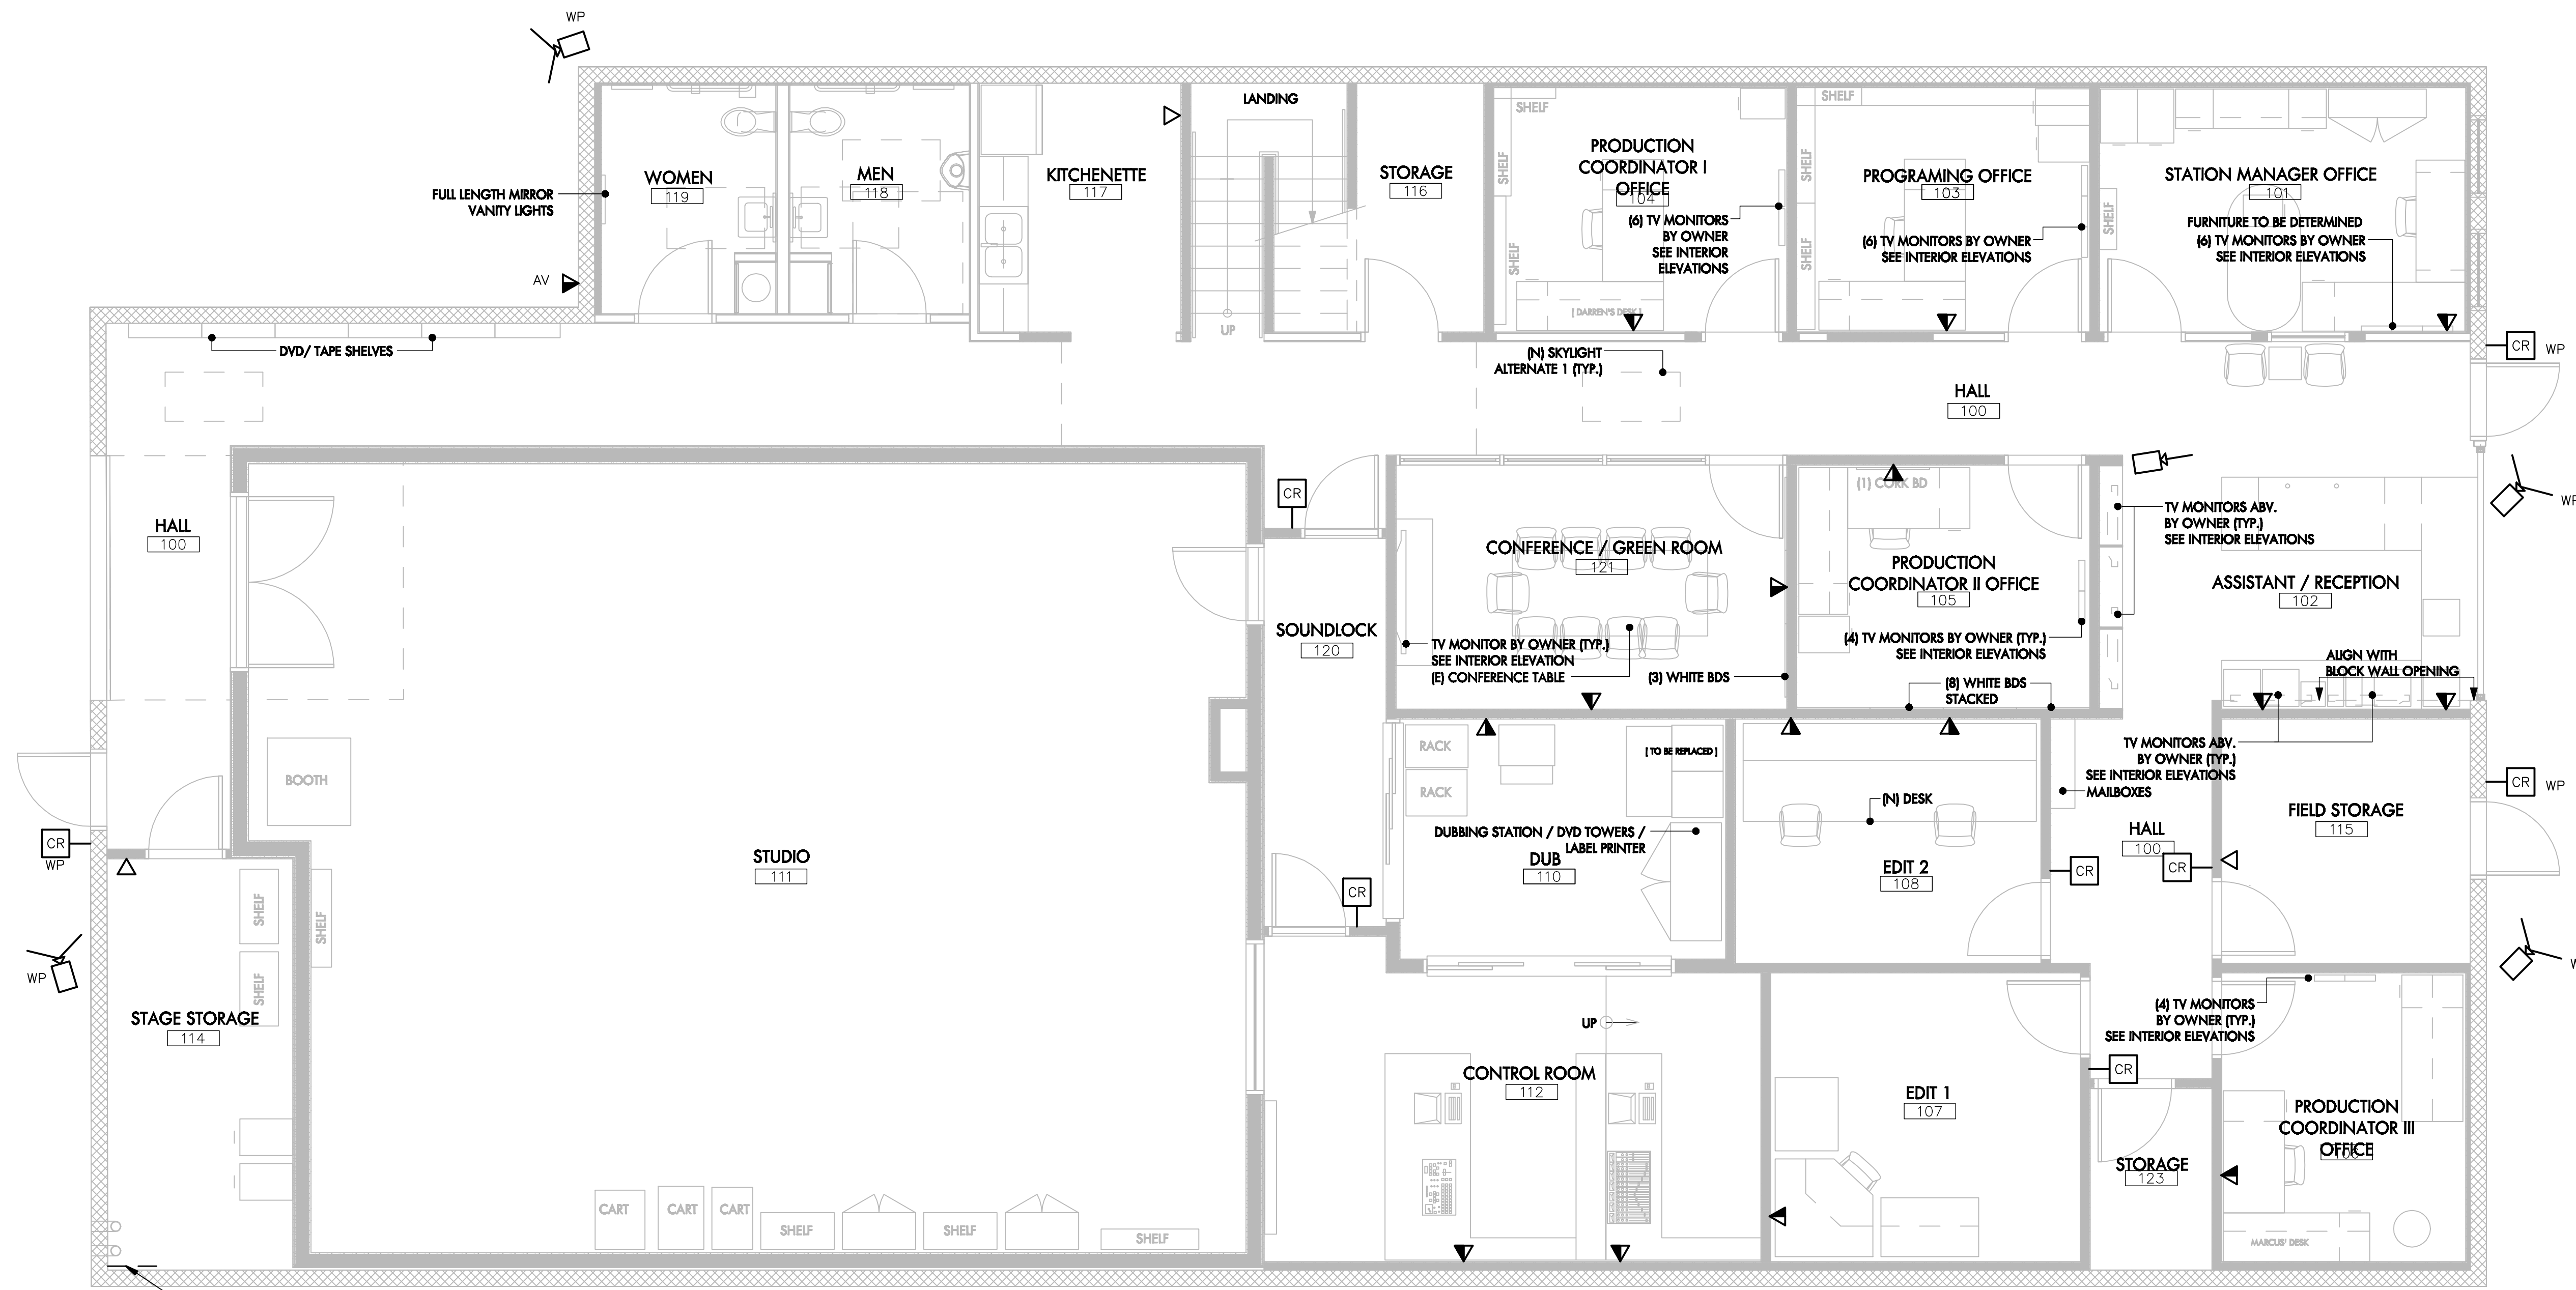 WP
LANDING
SHELF
SHELF
SHELF
WOMEN
119
MEN
118
KITCHENETTE
117
STORAGE
116
PRODUCTION
COORDINATOR I
OFFICE
104
(6) TV MONITORS
BY OWNER
SEE INTERIOR
ELEVATIONS
[ DARREN'S DESK ]
SHELF
SHELF
SHELF
PROGRAMING OFFICE
103
(6) TV MONITORS BY OWNER
SEE INTERIOR ELEVATIONS
SHELF
STATION MANAGER OFFICE
101
FURNITURE TO BE DETERMINED
(6) TV MONITORS BY OWNER
SEE INTERIOR ELEVATIONS
SHELF
FULL LENGTH MIRROR
VANITY LIGHTS
AV
UP
DVD/ TAPE SHELVES
(N) SKYLIGHT
ALTERNATE 1 (TYP.)
HALL
100
CR
WP
CR
HALL
100
(1) CORK BD
CONFERENCE / GREEN ROOM
121
TV MONITOR BY OWNER (TYP.)
SEE INTERIOR ELEVATION
(E) CONFERENCE TABLE
(3) WHITE BDS
PRODUCTION
COORDINATOR II OFFICE
105
(4) TV MONITORS BY OWNER (TYP.)
SEE INTERIOR ELEVATIONS
(8) WHITE BDS
STACKED
TV MONITORS ABV.
BY OWNER (TYP.)
SEE INTERIOR ELEVATIONS
WP
ASSISTANT / RECEPTION
102
ALIGN WITH
BLOCK WALL OPENING
SOUNDLOCK
120
BOOTH
RACK
RACK
[ TO BE REPLACED ]
DUBBING STATION / DVD TOWERS /
LABEL PRINTER
DUB
110
(N) DESK
EDIT 2
108
TV MONITORS ABV.
BY OWNER (TYP.)
SEE INTERIOR ELEVATIONS
MAILBOXES
HALL
100
CR
CR
FIELD STORAGE
115
CR
WP
CR
WP
STUDIO
111
CR
SHELF
SHELF
SHELF
WP
STAGE STORAGE
114
UP
CONTROL ROOM
112
EDIT 1
107
CR
(4) TV MONITORS
BY OWNER (TYP.)
SEE INTERIOR ELEVATIONS
PRODUCTION
COORDINATOR III
OFFICE
106
STORAGE
123
MARCUS' DESK
CART
CART
CART
SHELF
SHELF
SHELF